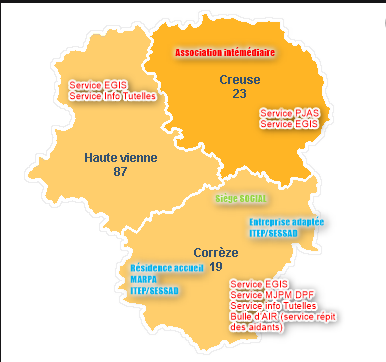 Association intémédiaire
Creuse
23
Service EGIS
Service Info Tutelles
Service PJAS
Service EGIS
Haute vienne
87
Siège SOCIAL
Entreprise adaptée
ITEP/SESSAD
Corrèze
19
Résidence accueil
MARPA
ITEP/SESSAD
Service EGIS
Service MJPM DPF
Service info Tutelles
Bulle d'AIR (service répit
des aidants)